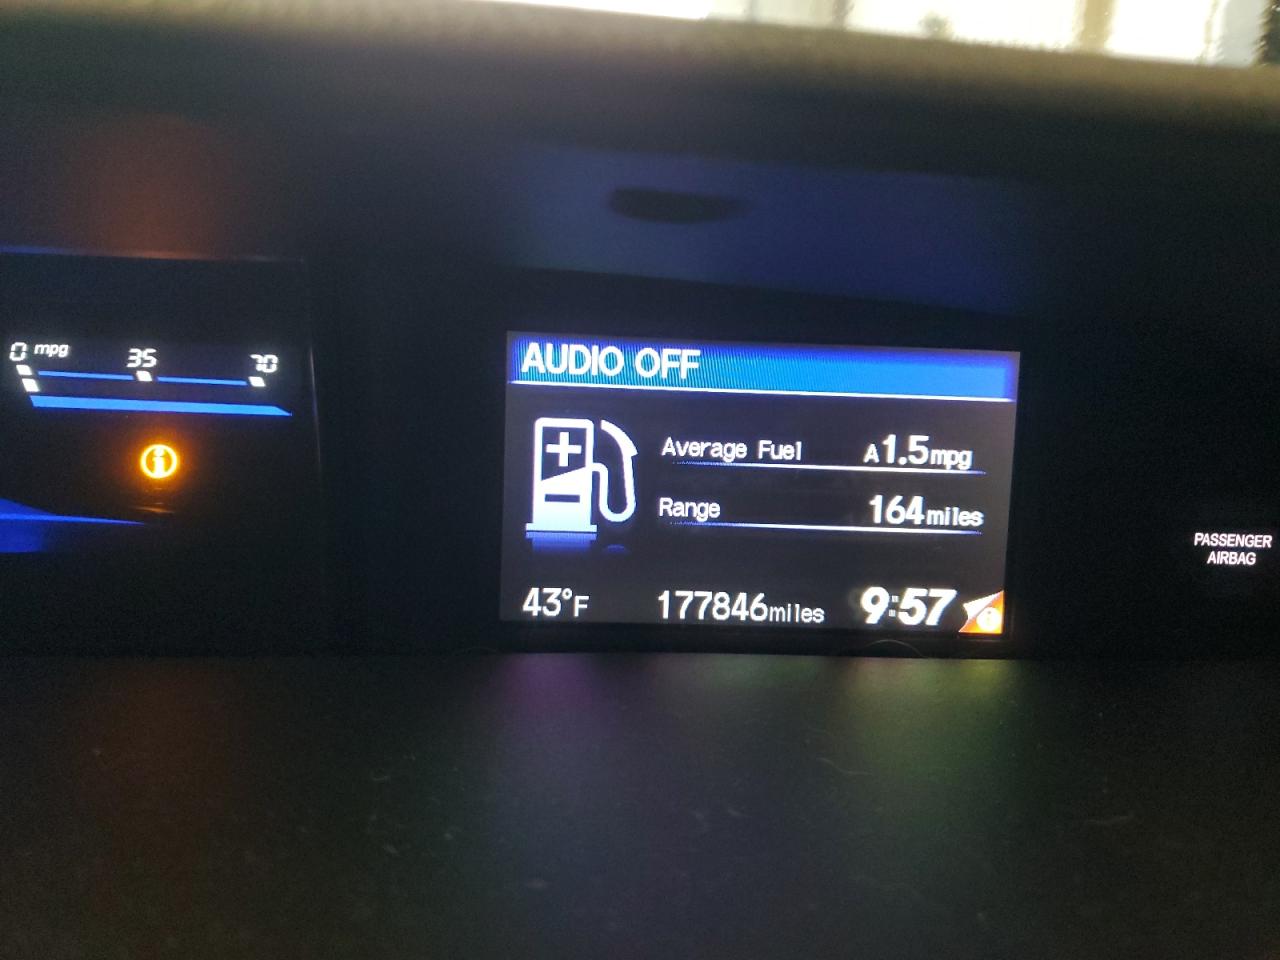 0 mpg 35 70
AUDIO OFF
Average Fuel A1.5mpg
Range 164miles
43°F 177846miles 9:57
PASSENGER
AIRBAG